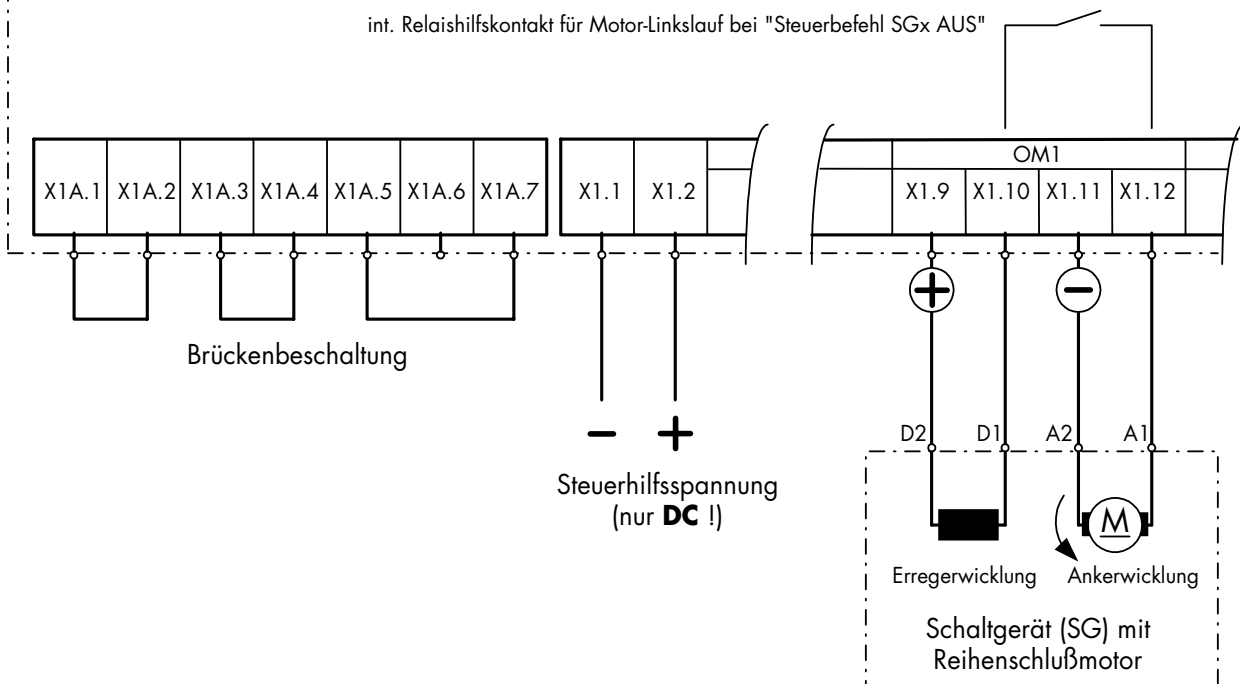 int. Relaishilfskontakt für Motor-Linkslauf bei "Steuerbefehl SGx AUS"
OM1
X1A.1 X1A.2 X1A.3 X1A.4 X1A.5 X1A.6 X1A.7 X1.1 X1.2 X1.9 X1.10 X1.11 X1.12
+ −
Brückenbeschaltung
− +
D2 D1 A2 A1
Steuerhilfsspannung
(nur DC !)
M
Erregerwicklung Ankerwicklung
Schaltgerät (SG) mit
Reihenschlußmotor